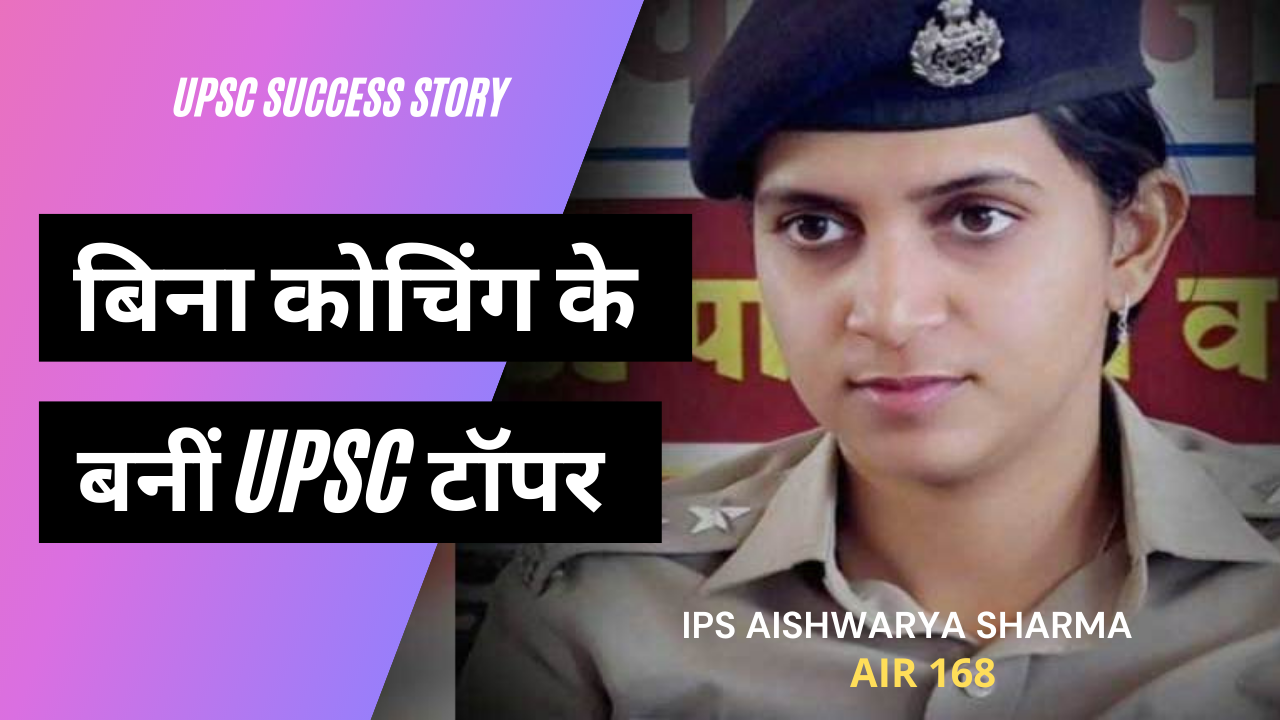 UPSC SUCCESS STORY
बिना कोचिंग के
बनीं UPSC टॉपर
IPS AISHWARYA SHARMA
AIR 168